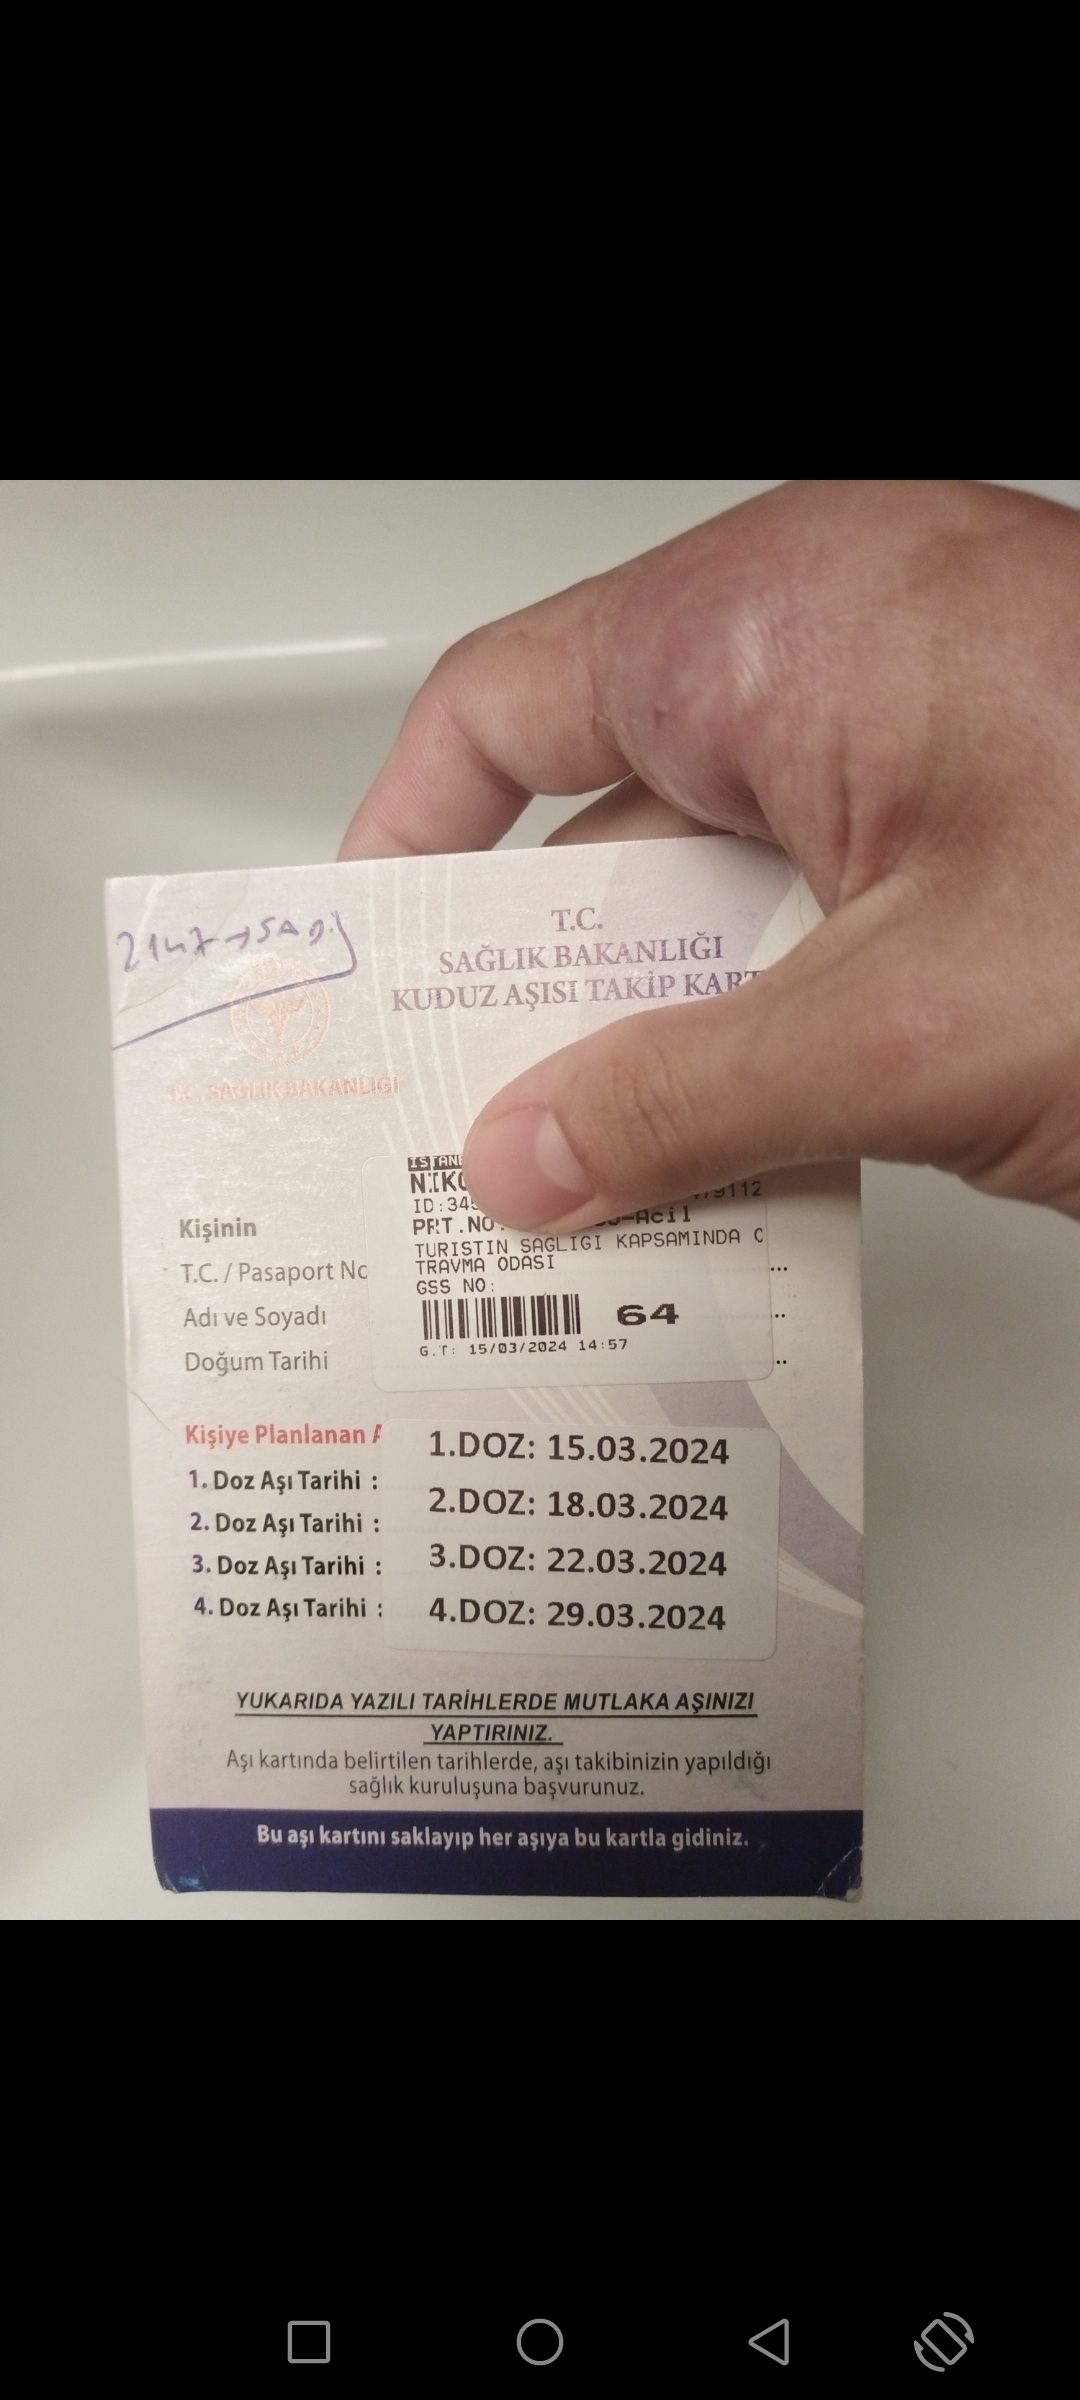 T.C.
SAĞLIK BAKANLIĞI
KUDUZ AŞISI TAKİP
T.C. SAĞLIK BAKANLIĞI
PRT.NO
TURISTIN SAGLIGI KAPSAMINDA C
TRAVMA ODASI
GSS NO:
64
G.T: 15/03/2024 14:57
Kişinin
T.C. / Pasaport No
Adı ve Soyadı
Doğum Tarihi
Kişiye Planlanan
1. Doz Aşı Tarihi : 1.DOZ: 15.03.2024
2. Doz Aşı Tarihi : 2.DOZ: 18.03.2024
3. Doz Aşı Tarihi : 3.DOZ: 22.03.2024
4. Doz Aşı Tarihi : 4.DOZ: 29.03.2024
YUKARIDA YAZILI TARİHLERDE MUTLAKA AŞINIZI
YAPTIRINIZ.
Aşı kartında belirtilen tarihlerde, aşı takibinizin yapıldığı
sağlık kuruluşuna başvurunuz.
Bu aşı kartını saklayıp her aşıya bu kartla gidiniz.